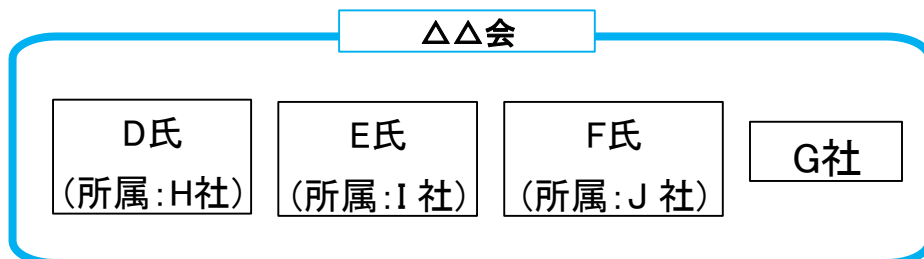 △△会
D氏
(所属:H社)
E氏
(所属:I 社)
F氏
(所属:J 社)
G社